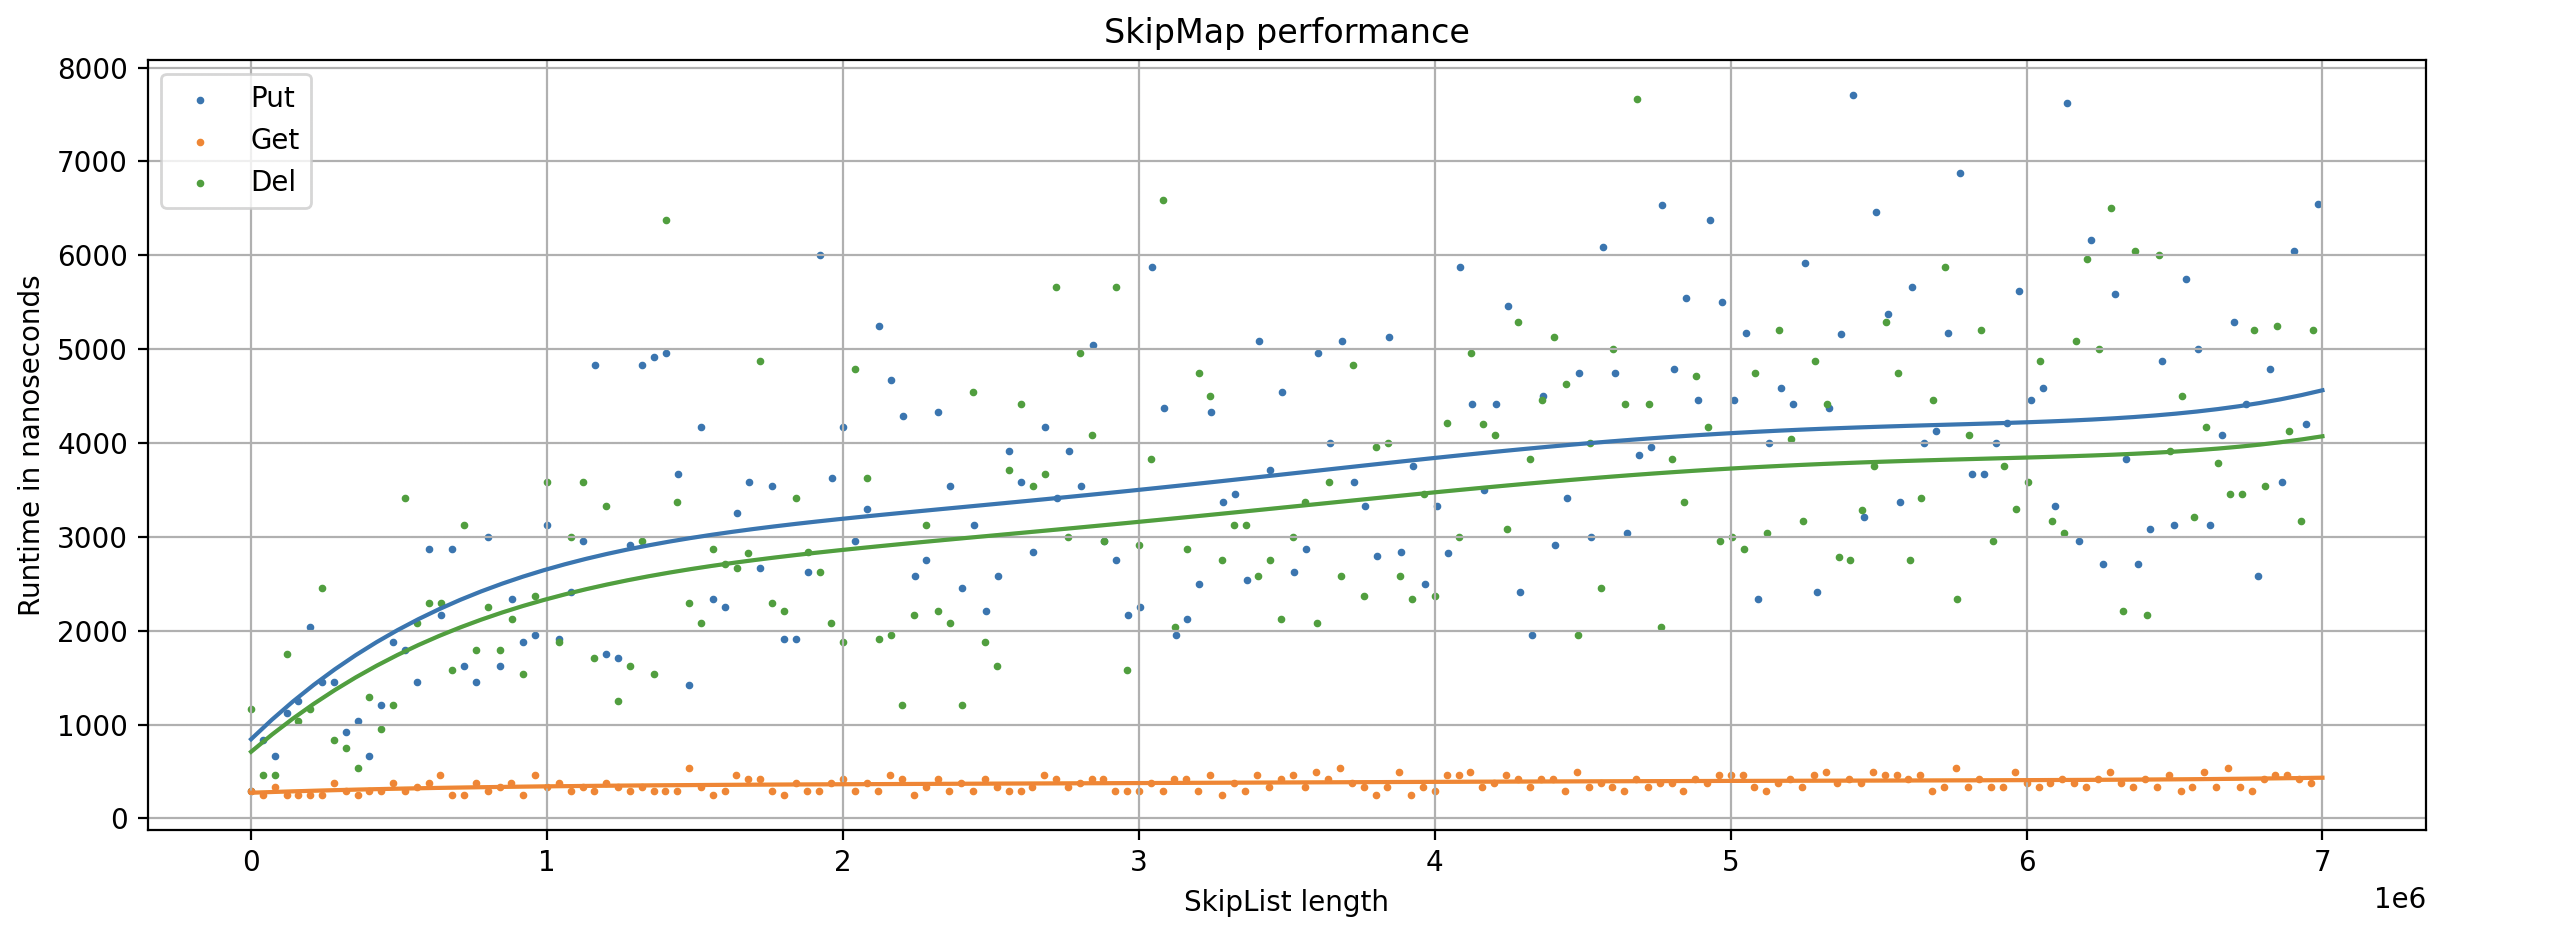 SkipMap performance
Put
Get
Del
Runtime in nanoseconds
8000
7000
6000
5000
4000
3000
2000
1000
0
0 1 2 3 4 5 6 7
1e6
SkipList length